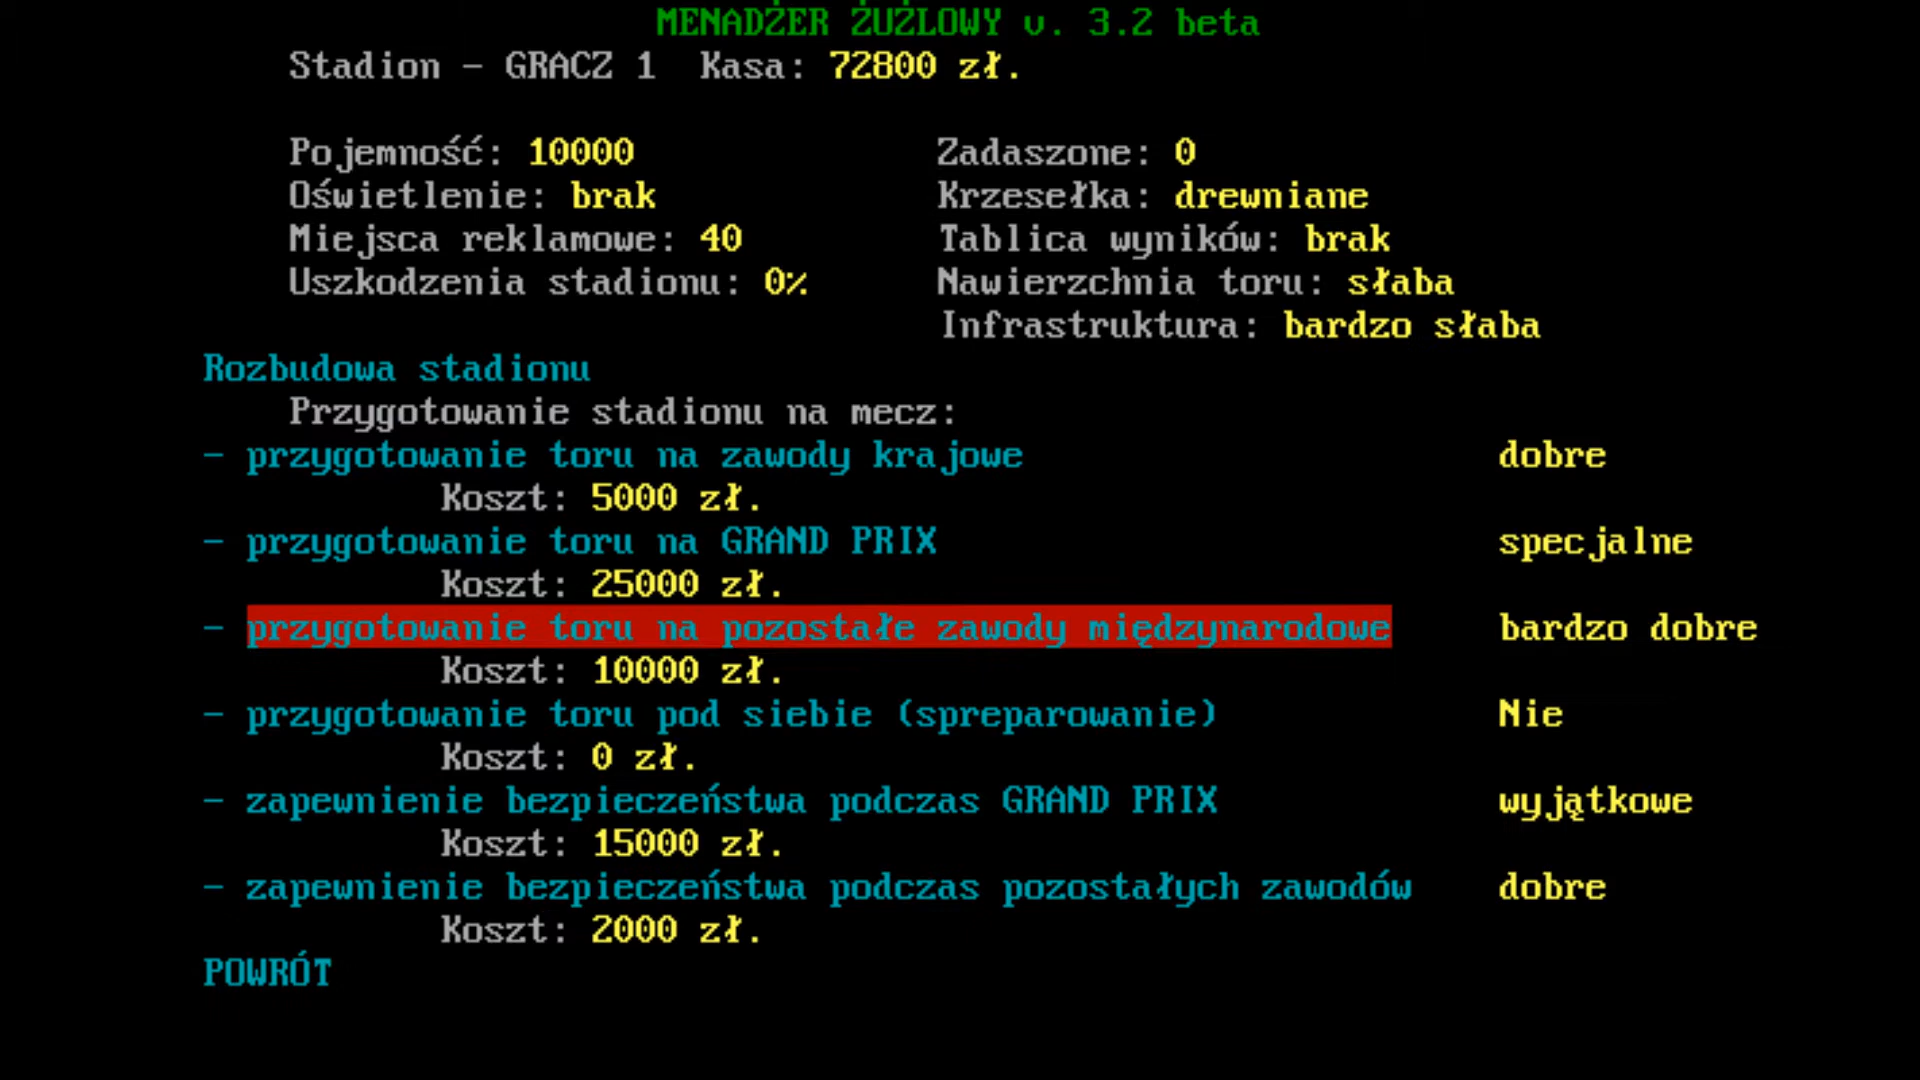 MENADŻER ŻUŻLOWY v. 3.2 beta
Stadion - GRACZ 1 Kasa: 72800 zł.
Pojemność: 10000 Zadaszone: 0
Oświetlenie: brak Krzesełka: drewniane
Miejsca reklamowe: 40 Tablica wyników: brak
Uszkodzenia stadionu: 0% Nawierzchnia toru: słaba
Infrastruktura: bardzo słaba
Rozbudowa stadionu
Przygotowanie stadionu na mecz:
- przygotowanie toru na zawody krajowe dobre
Koszt: 5000 zł.
- przygotowanie toru na GRAND PRIX specjalne
Koszt: 25000 zł.
- przygotowanie toru na pozostałe zawody międzynarodowe bardzo dobre
Koszt: 10000 zł.
- przygotowanie toru pod siebie (spreparowanie) Nie
Koszt: 0 zł.
- zapewnienie bezpieczeństwa podczas GRAND PRIX wyjątkowe
Koszt: 15000 zł.
- zapewnienie bezpieczeństwa podczas pozostałych zawodów dobre
Koszt: 2000 zł.
POWRÓT